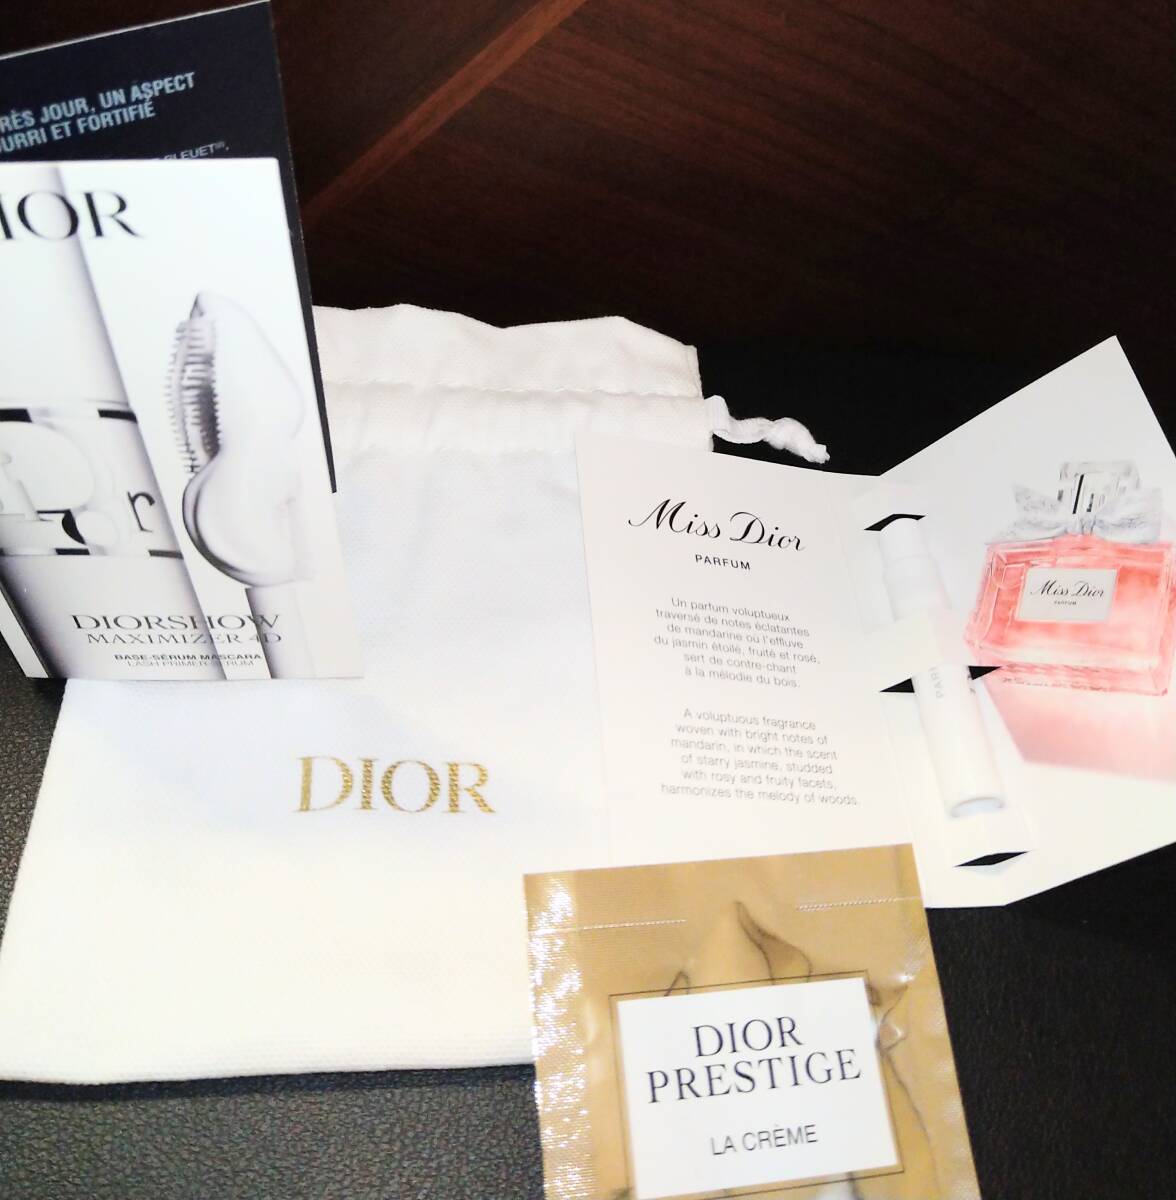 JOUR, UN ASPECT
ET FORTIFIÉ
DIORSHOW
MAXIMIZER 4D
BASE-SÉRUM MASCARA
LASH PRIMER-SERUM
DIOR
Miss Dior
PARFUM
Un parfum voluptueux
traversé de notes éclatantes
de mandarine où l'effluve
du jasmin étoilé, fruité et rosé,
sert de contre-chant
à la mélodie du bois.
A voluptuous fragrance
woven with bright notes of
mandarin, in which the scent
of starry jasmine, studded
with rosy and fruity facets,
harmonizes the melody of woods.
Miss Dior
PARFUM
DIOR
PRESTIGE
LA CRÈME